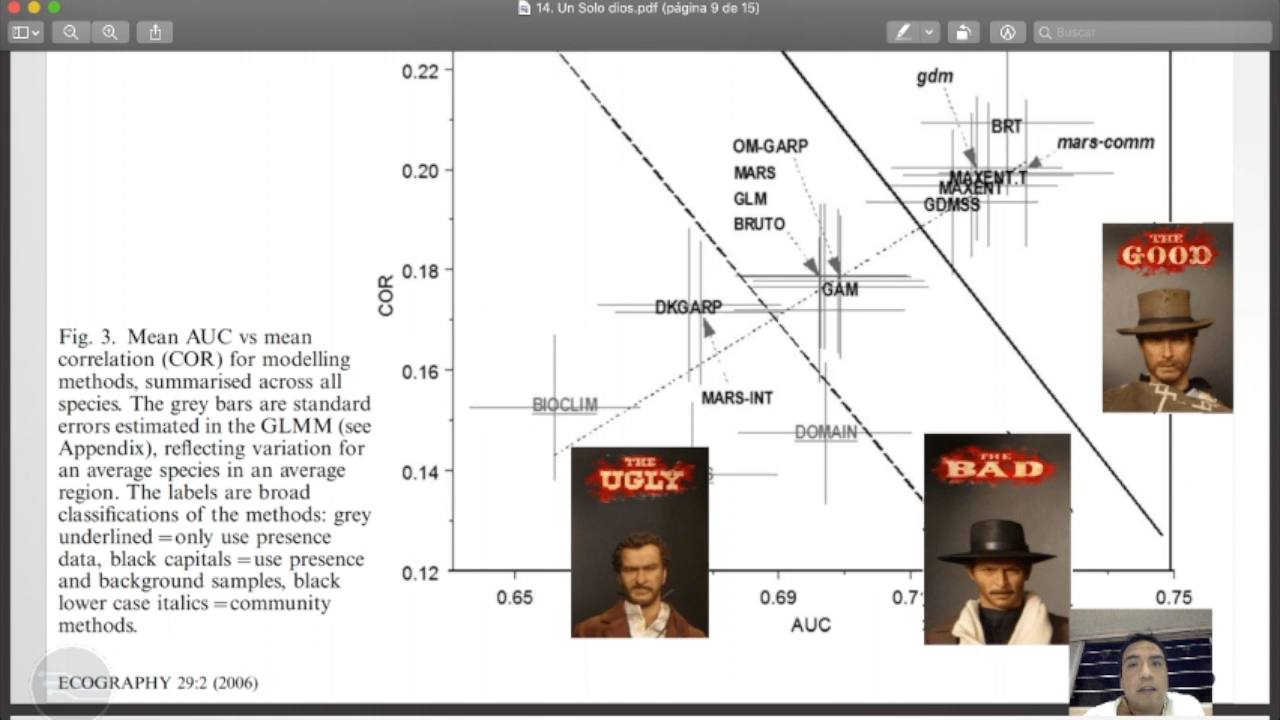 14. Un Solo dios.pdf (página 9 de 15)
Buscar
0.22
0.20
0.18
0.16
0.14
0.12
COR
gdm
BRT
mars-comm
OM-GARP
MARS
GLM
BRUTO
MAXENT.T
MAXENT
GDMSS
GAM
DKGARP
MARS-INT
BIOCLIM
DOMAIN
S
THE
GOOD
THE
UGLY
THE
BAD
0.65
0.69
0.71
0.75
AUC
Fig. 3. Mean AUC vs mean
correlation (COR) for modelling
methods, summarised across all
species. The grey bars are standard
errors estimated in the GLMM (see
Appendix), reflecting variation for
an average species in an average
region. The labels are broad
classifications of the methods: grey
underlined =only use presence
data, black capitals =use presence
and background samples, black
lower case italics =community
methods.
ECOGRAPHY 29:2 (2006)